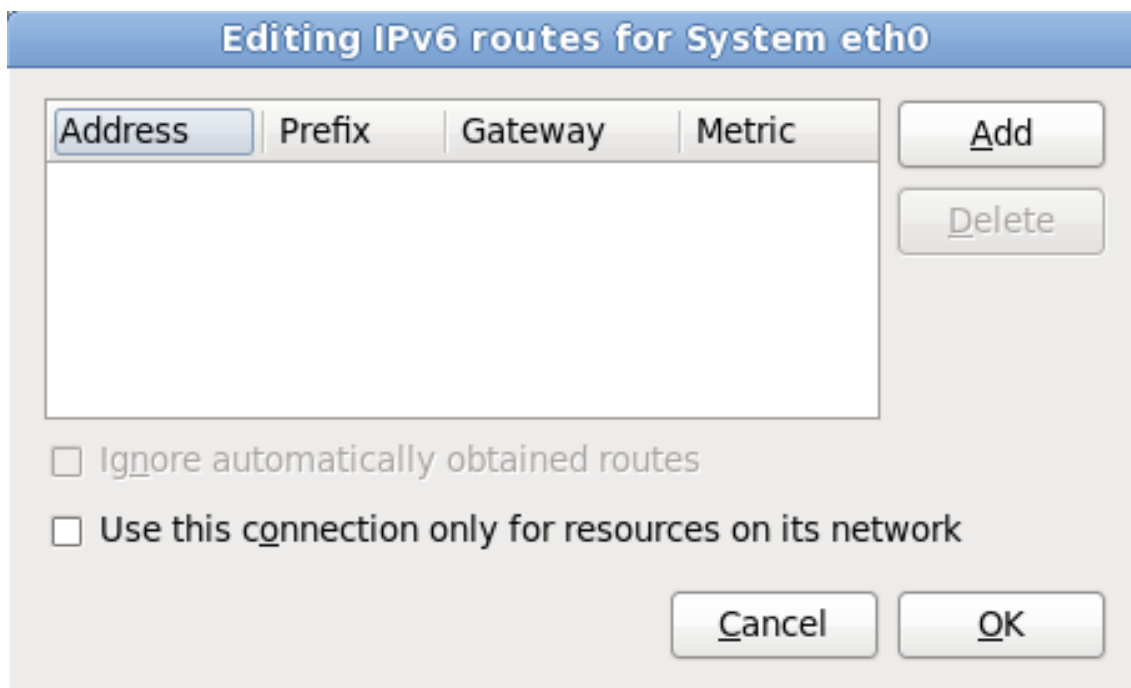 Editing IPv6 routes for System eth0
Address Prefix Gateway Metric
Add
Delete
Ignore automatically obtained routes
Use this connection only for resources on its network
Cancel OK